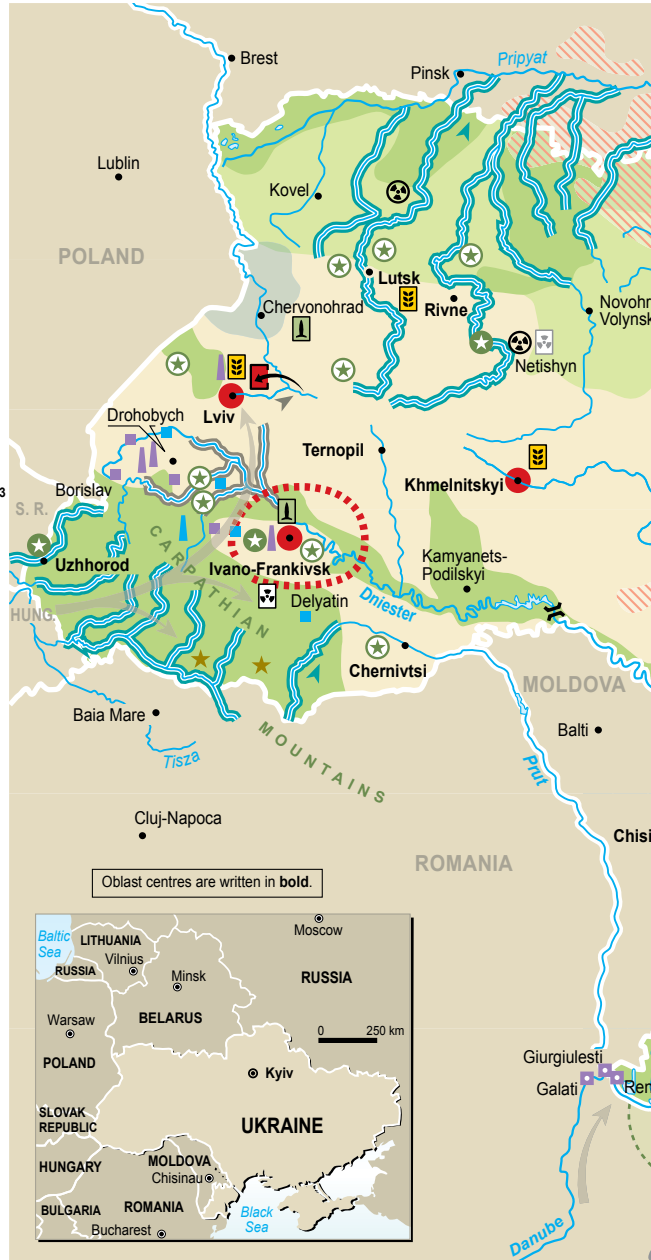 Brest
Pinsk
Pripyat
Lublin
Kovel
POLAND
Lutsk
Rivne
Chervonohrad
Novohr
Volynsk
Netishyn
Lviv
Drohobych
Ternopil
Khmelnitskyi
3
Borislav
S. R.
Uzhhorod
CARPATHIAN
Ivano-Frankivsk
Kamyanets-
Podilskyi
HUNG.
Delyatin
Dniester
Chernivtsi
MOLDOVA
Baia Mare
Balti
Tisza
MOUNTAINS
Prut
Cluj-Napoca
Chisi
ROMANIA
Oblast centres are written in bold.
Moscow
Baltic
Sea
LITHUANIA
Vilnius
RUSSIA
Minsk
RUSSIA
BELARUS
Warsaw
0 250 km
POLAND
Kyiv
SLOVAK
REPUBLIC
UKRAINE
HUNGARY
MOLDOVA
Chisinau
BULGARIA
ROMANIA
Black
Sea
Bucharest
Giurgiulesti
Galati
Ren
Danube